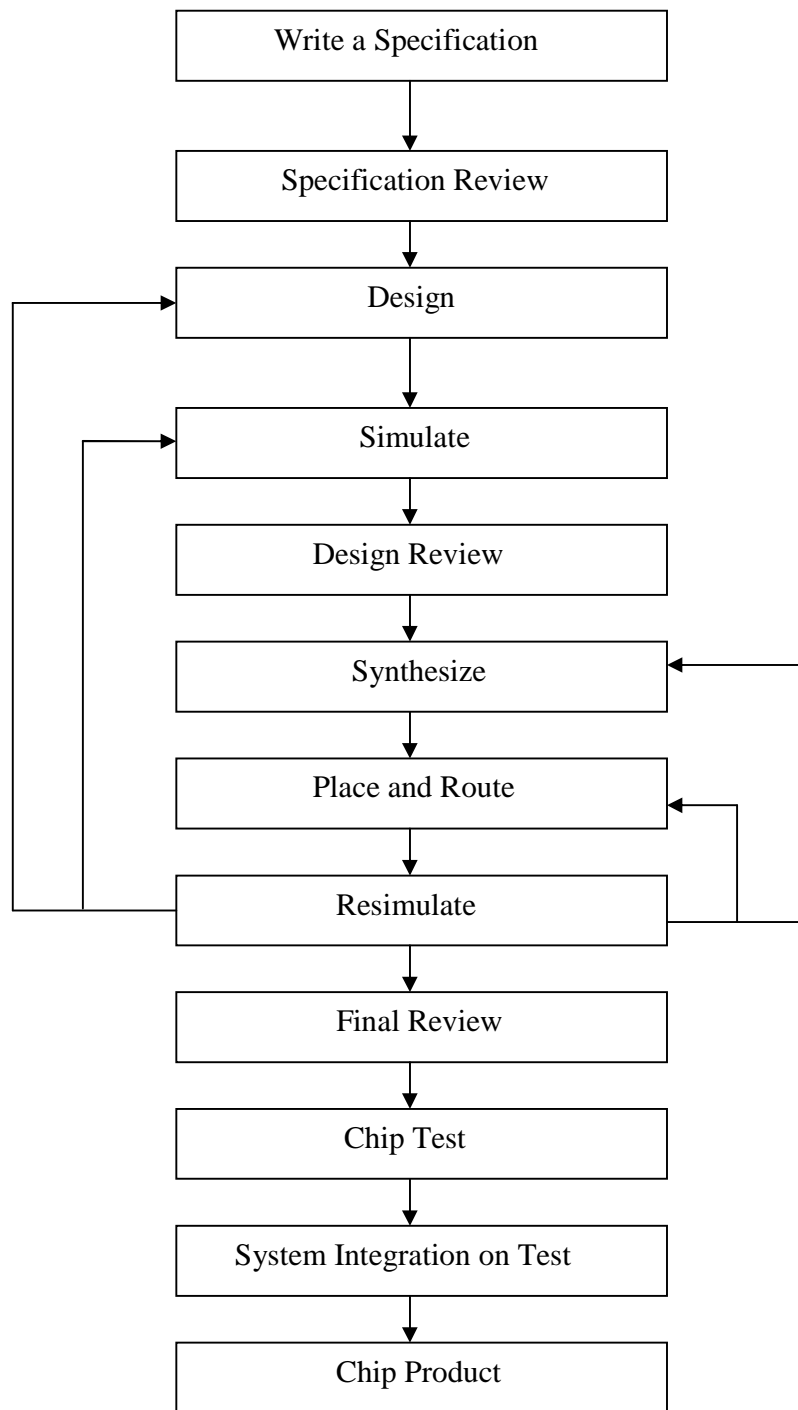 Write a Specification
Specification Review
Design
Simulate
Design Review
Synthesize
Place and Route
Resimulate
Final Review
Chip Test
System Integration on Test
Chip Product